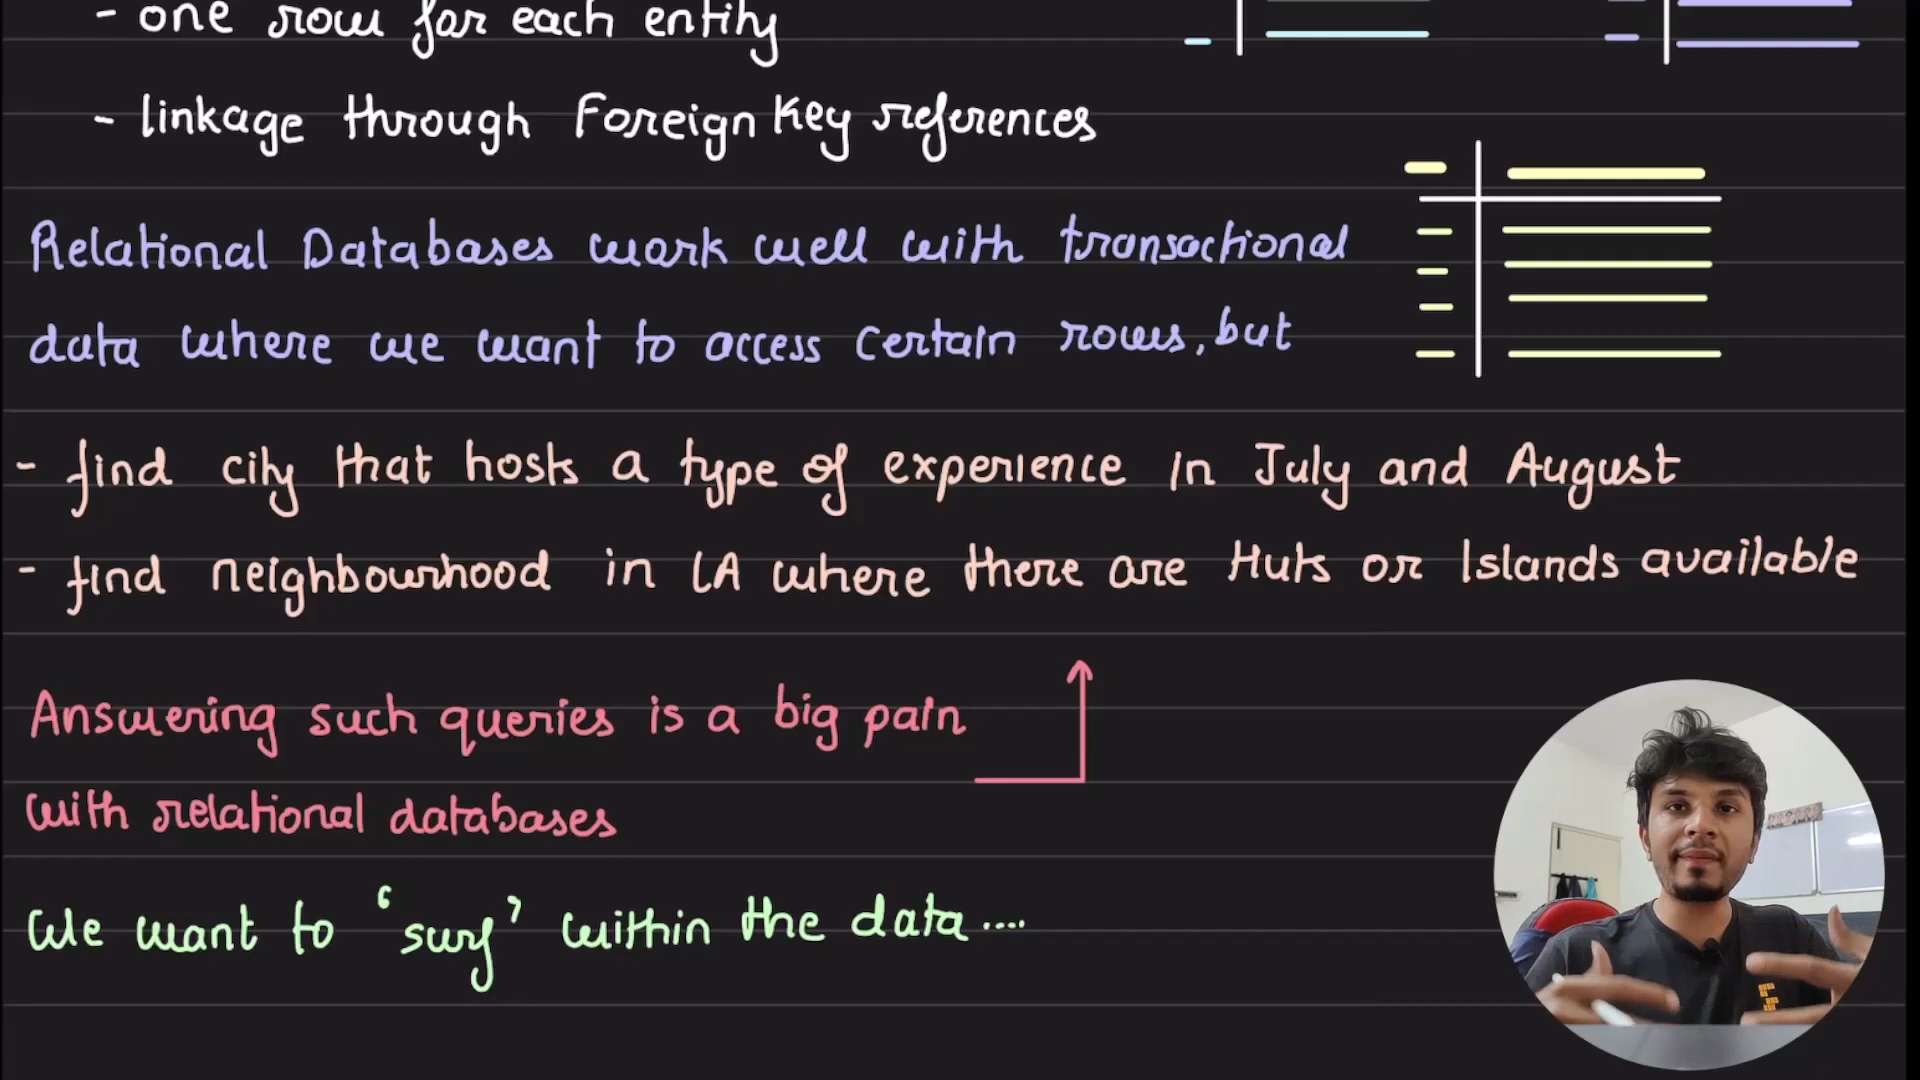 - one row for each entity
- linkage through Foreign Key references
Relational Databases work well with transactional
data where we want to access certain rows, but
- find city that hosts a type of experience in July and August
- find neighbourhood in LA where there are Huts or Islands available
Answering such queries is a big pain
with relational databases
We want to 'surf' within the data....